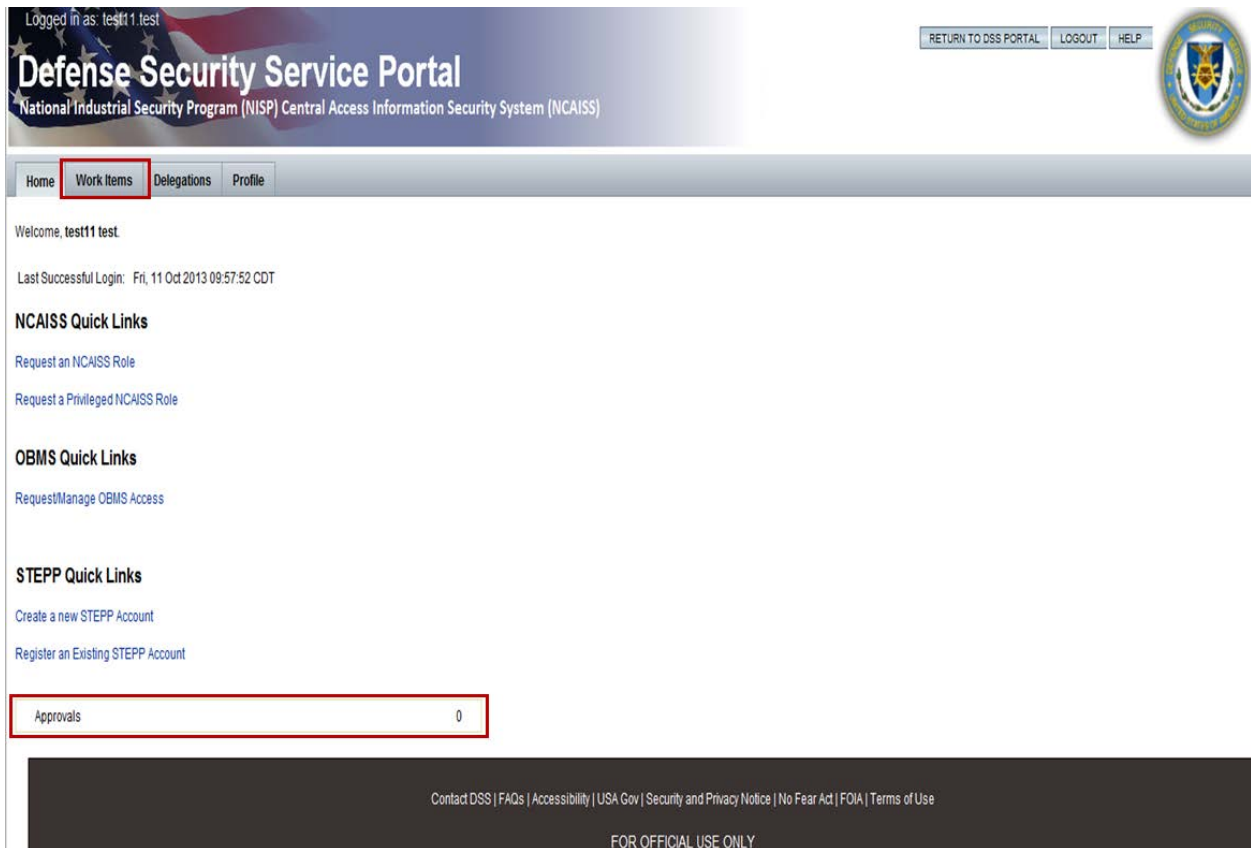 Logged in as: test11.test
RETURN TO DSS PORTAL LOGOUT HELP
Defense Security Service Portal
National Industrial Security Program (NISP) Central Access Information Security System (NCAISS)
Home Work Items Delegations Profile
Welcome, test11 test.
Last Successful Login: Fri, 11 Oct 2013 09:57:52 CDT
NCAISS Quick Links
Request an NCAISS Role
Request a Privileged NCAISS Role
OBMS Quick Links
Request/Manage OBMS Access
STEPP Quick Links
Create a new STEPP Account
Register an Existing STEPP Account
Approvals 0
Contact DSS | FAQs | Accessibility | USA Gov | Security and Privacy Notice | No Fear Act | FOIA | Terms of Use
FOR OFFICIAL USE ONLY